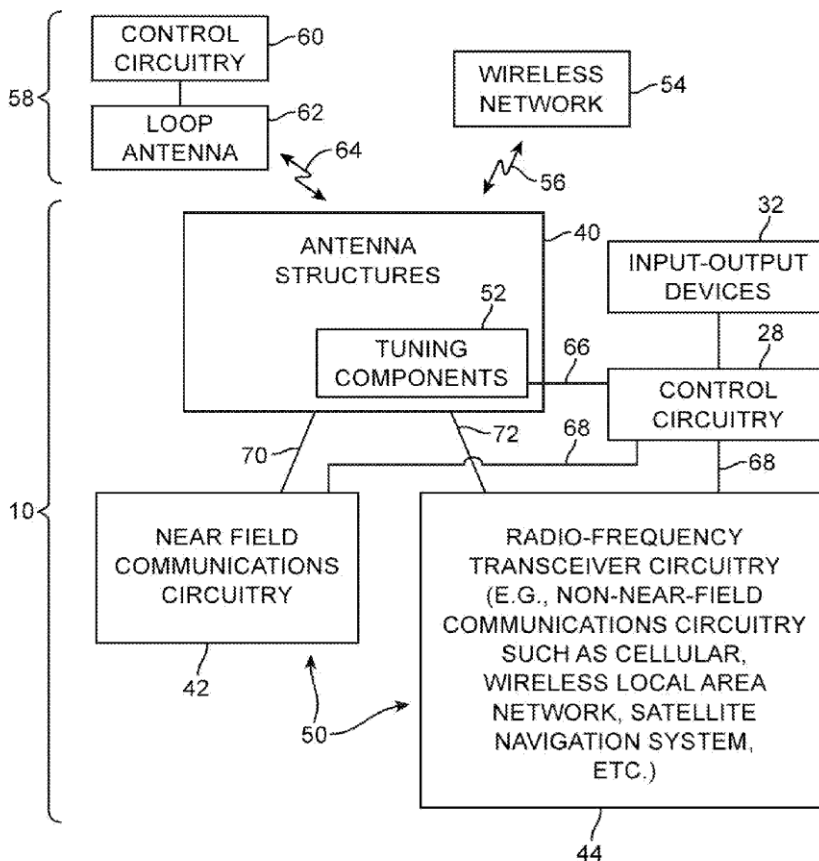 CONTROL
CIRCUITRY
60
58
62
LOOP
ANTENNA
64
WIRELESS
NETWORK
54
56
10
ANTENNA
STRUCTURES
40
52
TUNING
COMPONENTS
66
32
INPUT-OUTPUT
DEVICES
28
CONTROL
CIRCUITRY
70
72
68
68
NEAR FIELD
COMMUNICATIONS
CIRCUITRY
42
50
RADIO-FREQUENCY
TRANSCEIVER CIRCUITRY
(E.G., NON-NEAR-FIELD
COMMUNICATIONS CIRCUITRY
SUCH AS CELLULAR,
WIRELESS LOCAL AREA
NETWORK, SATELLITE
NAVIGATION SYSTEM,
ETC.)
44